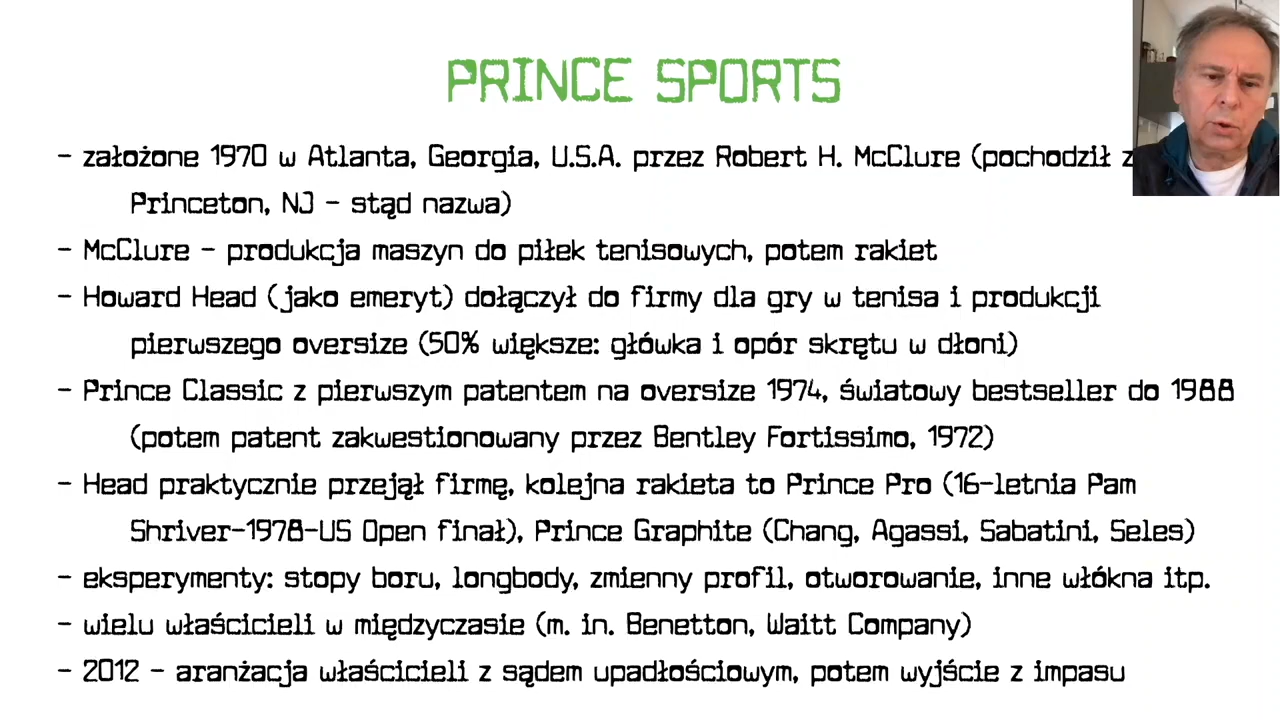 PRINCE SPORTS
- założone 1970 w Atlanta, Georgia, U.S.A. przez Robert H. McClure (pochodził z
Princeton, NJ - stąd nazwa)
- McClure - produkcja maszyn do piłek tenisowych, potem rakiet
- Howard Head (jako emeryt) dołączył do firmy dla gry w tenisa i produkcji
pierwszego oversize (50% większe: główka i opór skrętu w dłoni)
- Prince Classic z pierwszym patentem na oversize 1974, światowy bestseller do 1988
(potem patent zakwestionowany przez Bentley Fortissimo, 1972)
- Head praktycznie przejął firmę, kolejna rakieta to Prince Pro (16-letnia Pam
Shriver-1978-US Open finał), Prince Graphite (Chang, Agassi, Sabatini, Seles)
- eksperymenty: stopy boru, longbody, zmienny profil, otworowanie, inne włókna itp.
- wielu właścicieli w międzyczasie (m. in. Benetton, Waitt Company)
- 2012 - aranżacja właścicieli z sądem upadłościowym, potem wyjście z impasu